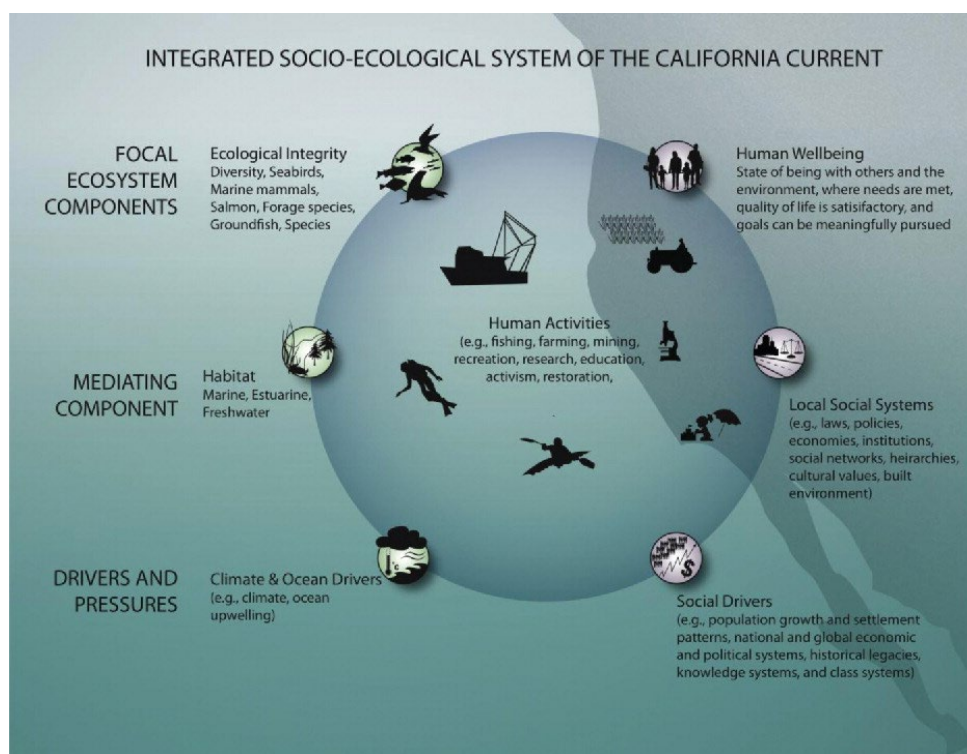 INTEGRATED SOCIO-ECOLOGICAL SYSTEM OF THE CALIFORNIA CURRENT
FOCAL
ECOSYSTEM
COMPONENTS
Ecological Integrity
Diversity, Seabirds,
Marine mammals,
Salmon, Forage species,
Groundfish, Species
Human Wellbeing
State of being with others and the
environment, where needs are met,
quality of life is satisifactory, and
goals can be meaningfully pursued
Human Activities
(e.g., fishing, farming, mining,
recreation, research, education,
activism, restoration,
MEDIATING
COMPONENT
Habitat
Marine, Estuarine,
Freshwater
Local Social Systems
(e.g., laws, policies,
economies, institutions,
social networks, heirarchies,
cultural values, built
environment)
DRIVERS AND
PRESSURES
Climate & Ocean Drivers
(e.g., climate, ocean
upwelling)
°C
$
Social Drivers
(e.g., population growth and settlement
patterns, national and global economic
and political systems, historical legacies,
knowledge systems, and class systems)